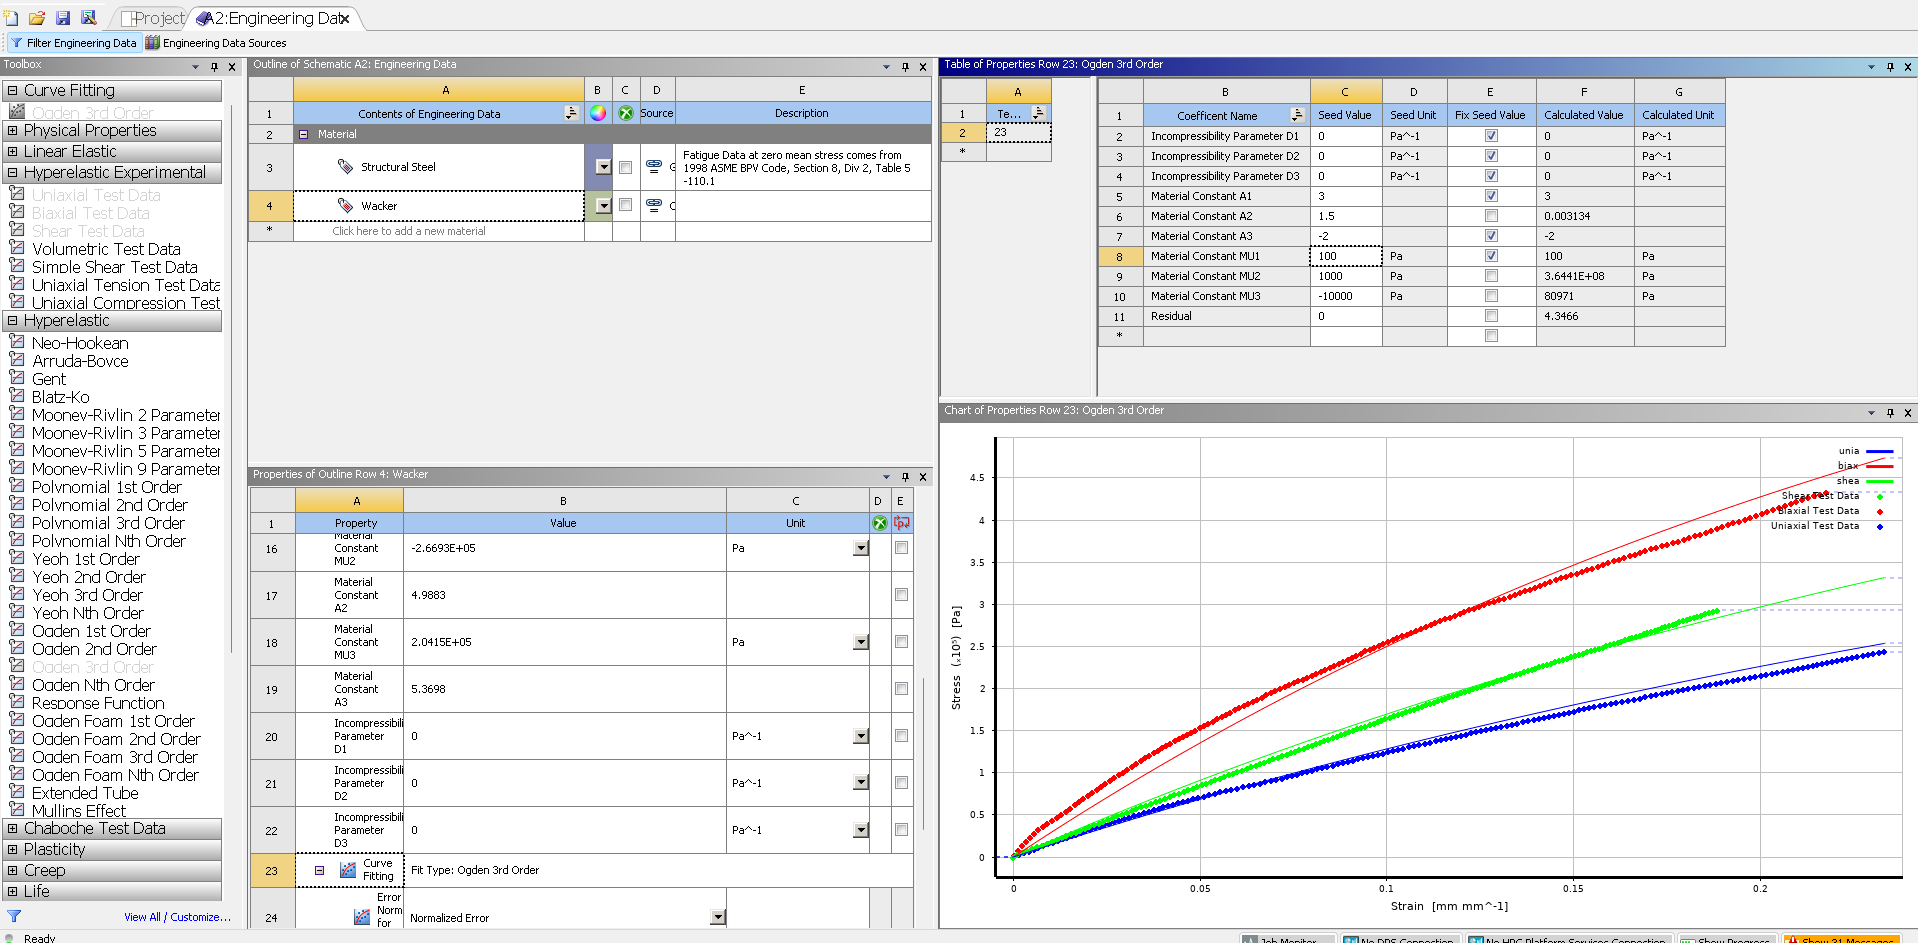 Project
A2:Engineering Data
Filter Engineering Data
Engineering Data Sources
Toolbox
Curve Fitting
Ogden 3rd Order
Physical Properties
Linear Elastic
Hyperelastic Experimental
Uniaxial Test Data
Biaxial Test Data
Shear Test Data
Volumetric Test Data
Simple Shear Test Data
Uniaxial Tension Test Data
Uniaxial Compression Test
Hyperelastic
Neo-Hookean
Arruda-Boyce
Gent
Blatz-Ko
Mooney-Rivlin 2 Parameter
Mooney-Rivlin 3 Parameter
Mooney-Rivlin 5 Parameter
Mooney-Rivlin 9 Parameter
Polynomial 1st Order
Polynomial 2nd Order
Polynomial 3rd Order
Polynomial Nth Order
Yeoh 1st Order
Yeoh 2nd Order
Yeoh 3rd Order
Yeoh Nth Order
Ogden 1st Order
Ogden 2nd Order
Ogden 3rd Order
Ogden Nth Order
Response Function
Ogden Foam 1st Order
Ogden Foam 2nd Order
Ogden Foam 3rd Order
Ogden Foam Nth Order
Extended Tube
Mullins Effect
Chaboche Test Data
Plasticity
Creep
Life
View All / Customize...
Ready
Outline of Schematic A2: Engineering Data
A B C D E
1 Contents of Engineering Data Source Description
2 Material
3 Structural Steel Fatigue Data at zero mean stress comes from
1998 ASME BPV Code, Section 8, Div 2, Table 5
-110.1
4 Wacker
* Click here to add a new material
Properties of Outline Row 4: Wacker
A B C D E
1 Property Value Unit
16 Material Constant MU2 -2.6693E+05 Pa
17 Material Constant A2 4.9883
18 Material Constant MU3 2.0415E+05 Pa
19 Material Constant A3 5.3698
20 Incompressibili Parameter D1 0 Pa^-1
21 Incompressibili Parameter D2 0 Pa^-1
22 Incompressibili Parameter D3 0 Pa^-1
23 Curve Fitting Fit Type: Ogden 3rd Order
24 Error Norm for Normalized Error
Table of Properties Row 23: Ogden 3rd Order
A
1 Te...
2 23
*
B C D E F G
1 Coefficent Name Seed Value Seed Unit Fix Seed Value Calculated Value Calculated Unit
2 Incompressibility Parameter D1 0 Pa^-1 0 Pa^-1
3 Incompressibility Parameter D2 0 Pa^-1 0 Pa^-1
4 Incompressibility Parameter D3 0 Pa^-1 0 Pa^-1
5 Material Constant A1 3 3
6 Material Constant A2 1.5 0.003134
7 Material Constant A3 -2 -2
8 Material Constant MU1 100 Pa 100 Pa
9 Material Constant MU2 1000 Pa 3.6441E+08 Pa
10 Material Constant MU3 -10000 Pa 80971 Pa
11 Residual 0 4.3466
*
Chart of Properties Row 23: Ogden 3rd Order
unia
biax
shea
Shear Test Data
Biaxial Test Data
Uniaxial Test Data
4.5
4
3.5
3
2.5
2
1.5
1
0.5
0
Stress (x10⁵) [Pa]
0 0.05 0.1 0.15 0.2
Strain [mm mm^-1]
Job Monitor...
No DPS Connection
No HPC Platform Services Connection
Show Progress
Show 31 Messages